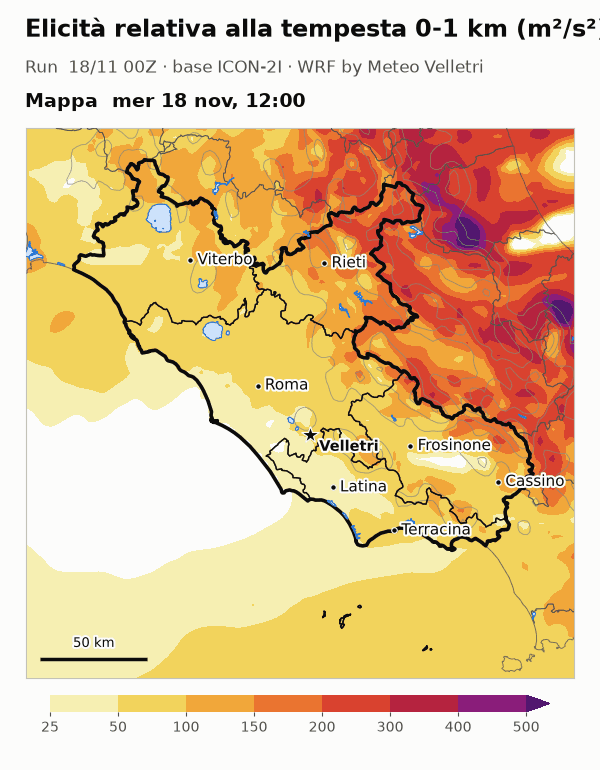 Elicità relativa alla tempesta 0-1 km (m²/s²)
Run 18/11 00Z · base ICON-2I · WRF by Meteo Velletri
Mappa mer 18 nov, 12:00
Viterbo
Rieti
Roma
Velletri
Frosinone
Cassino
Latina
Terracina
50 km
25 50 100 150 200 300 400 500